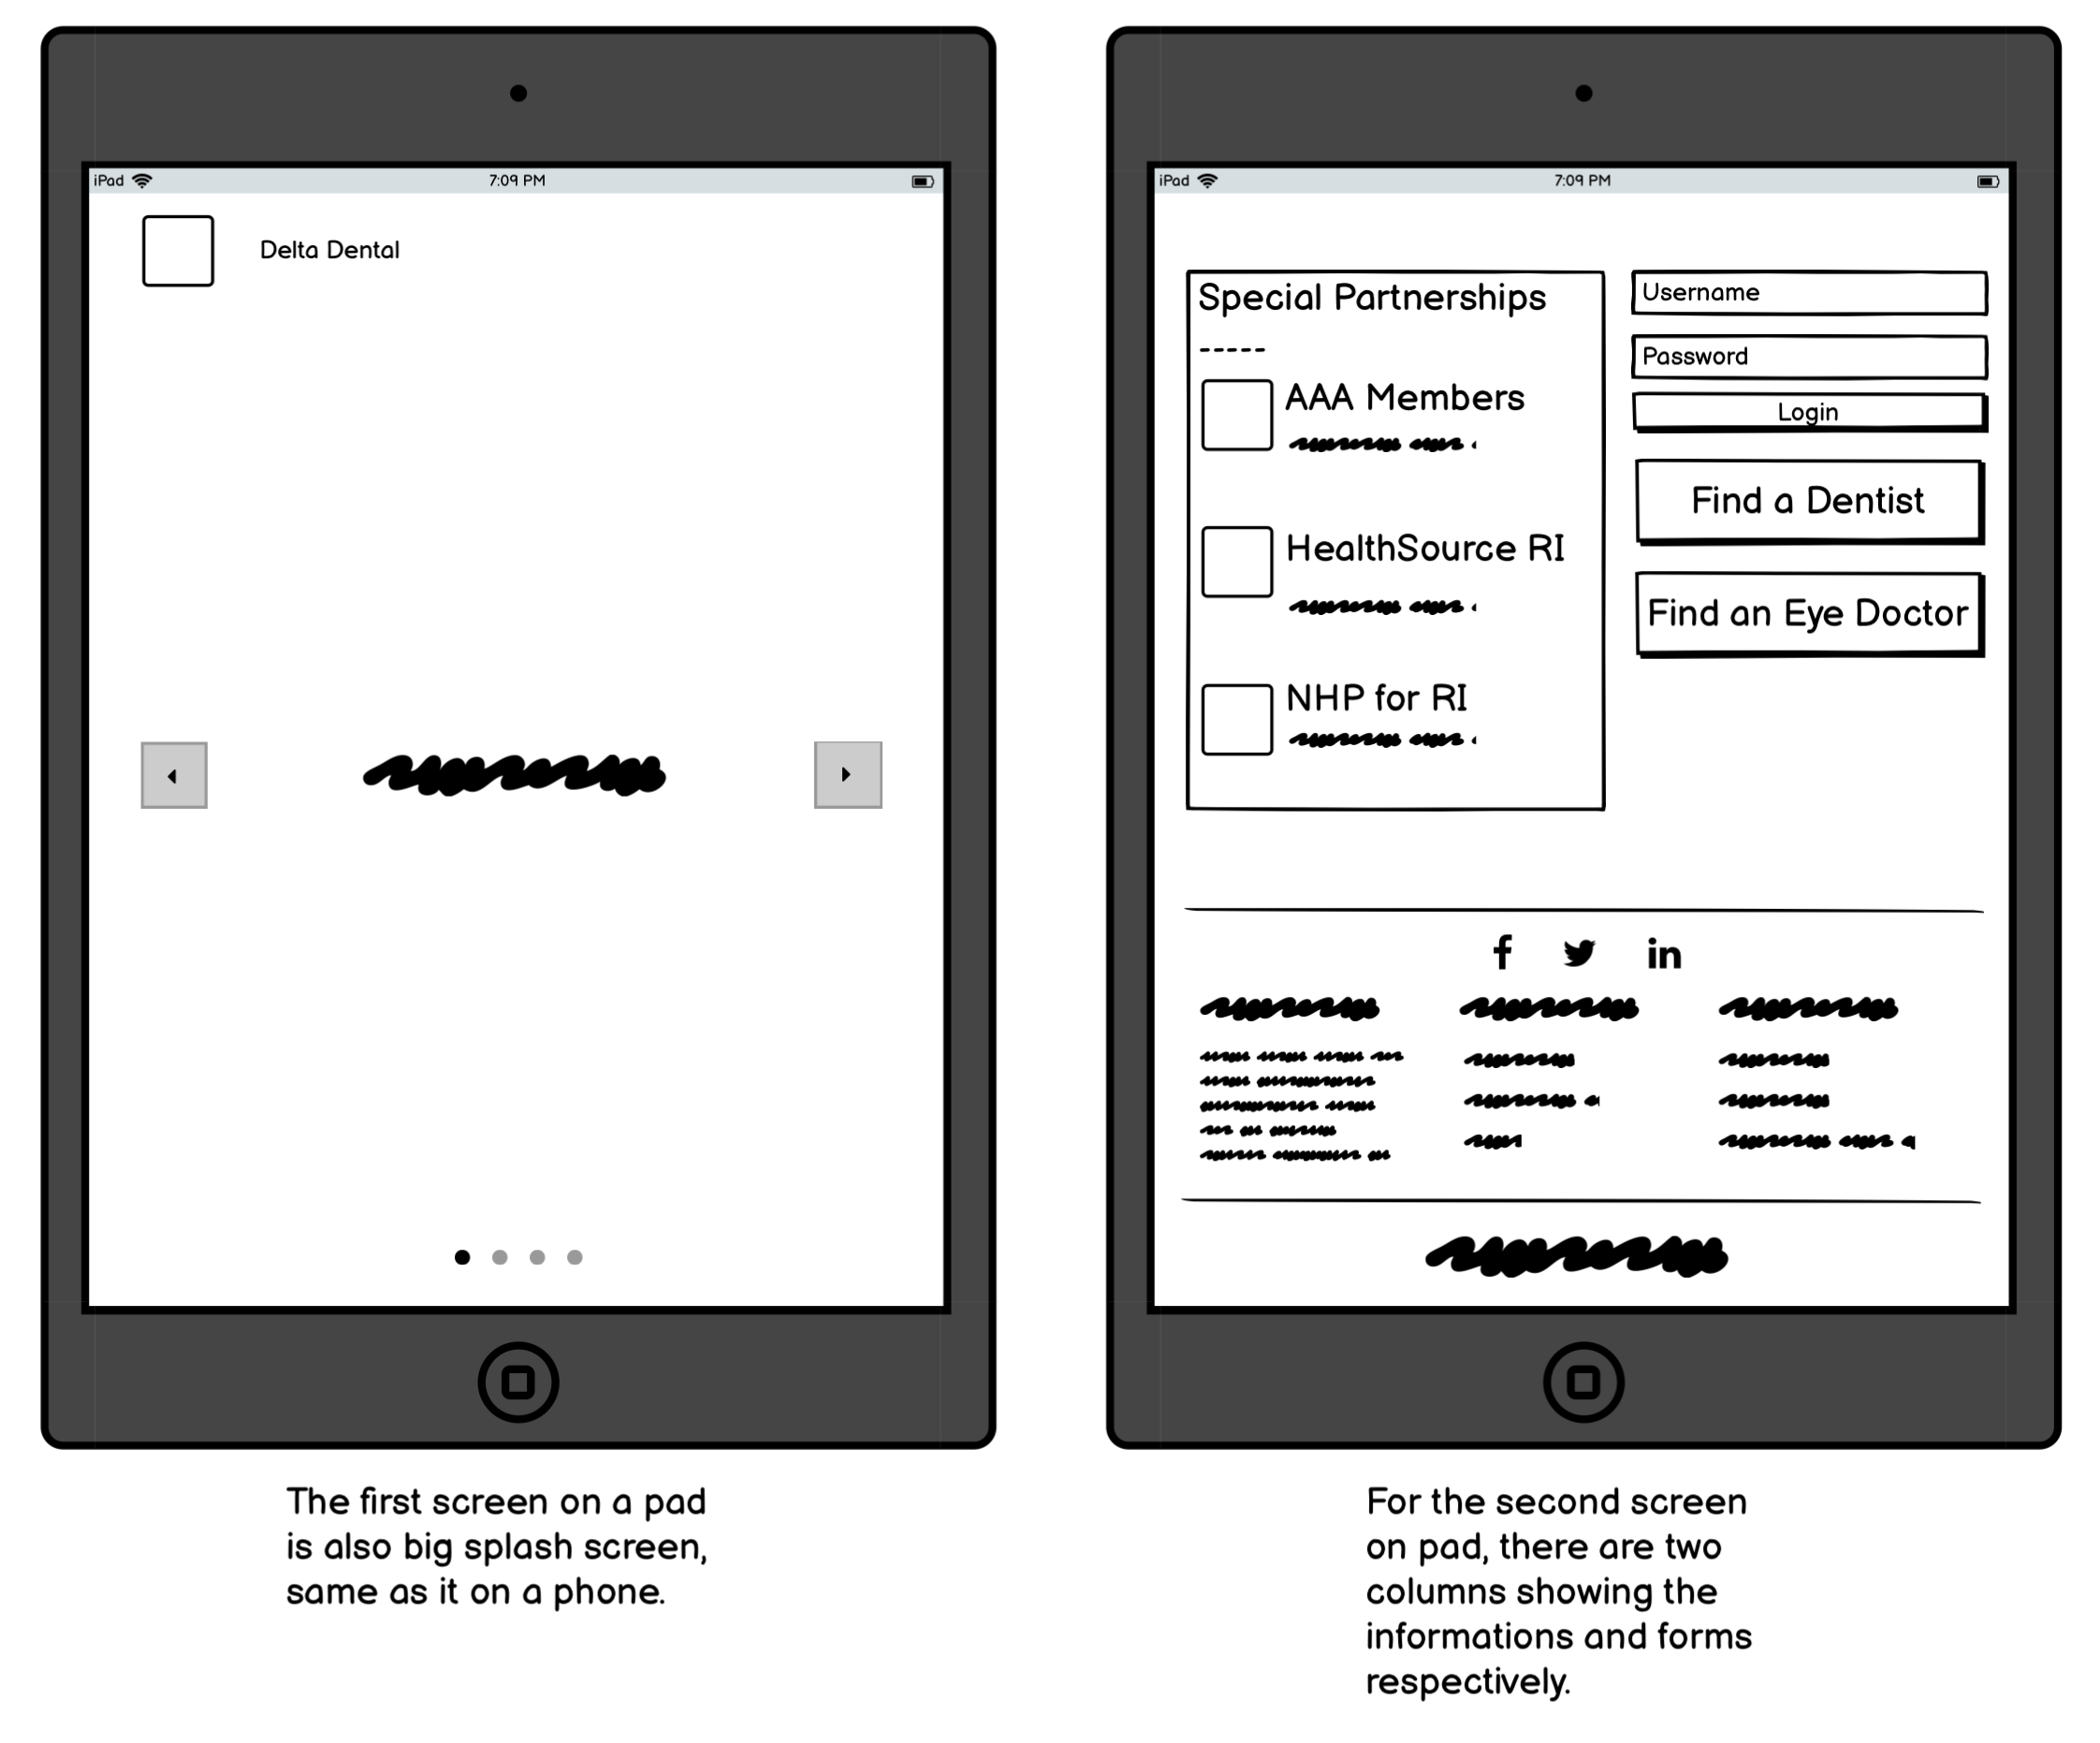 iPad 7:09 PM
Delta Dental
iPad 7:09 PM
Special Partnerships
-----
AAA Members
HealthSource RI
NHP for RI
Username
Password
Login
Find a Dentist
Find an Eye Doctor
f in
The first screen on a pad
is also big splash screen,
same as it on a phone.
For the second screen
on pad, there are two
columns showing the
informations and forms
respectively.